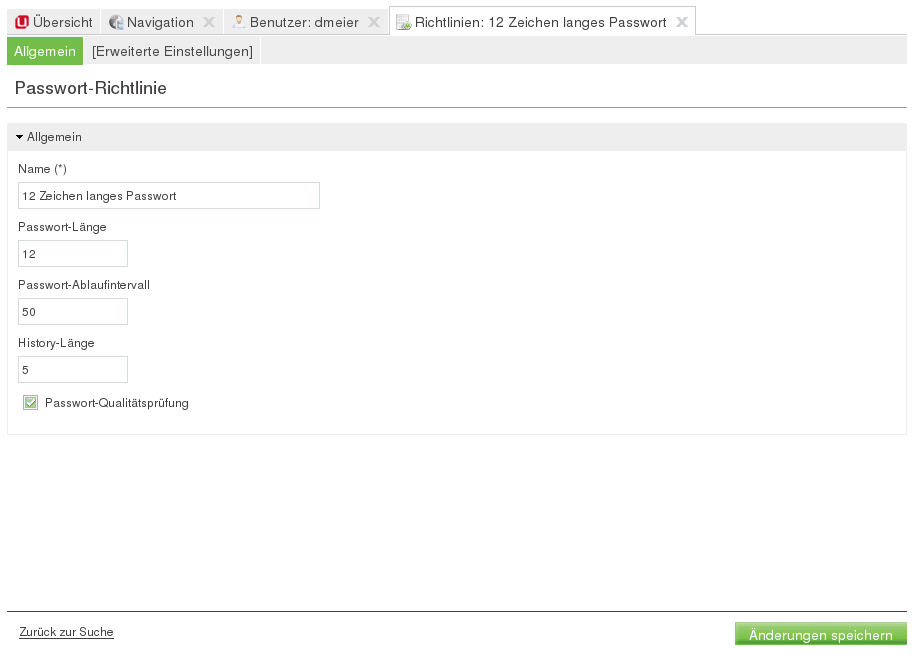 Übersicht Navigation Benutzer: dmeier Richtlinien: 12 Zeichen langes Passwort
Allgemein [Erweiterte Einstellungen]
Passwort-Richtlinie
Allgemein
Name (*)
12 Zeichen langes Passwort
Passwort-Länge
12
Passwort-Ablaufintervall
50
History-Länge
5
Passwort-Qualitätsprüfung
Zurück zur Suche Änderungen speichern